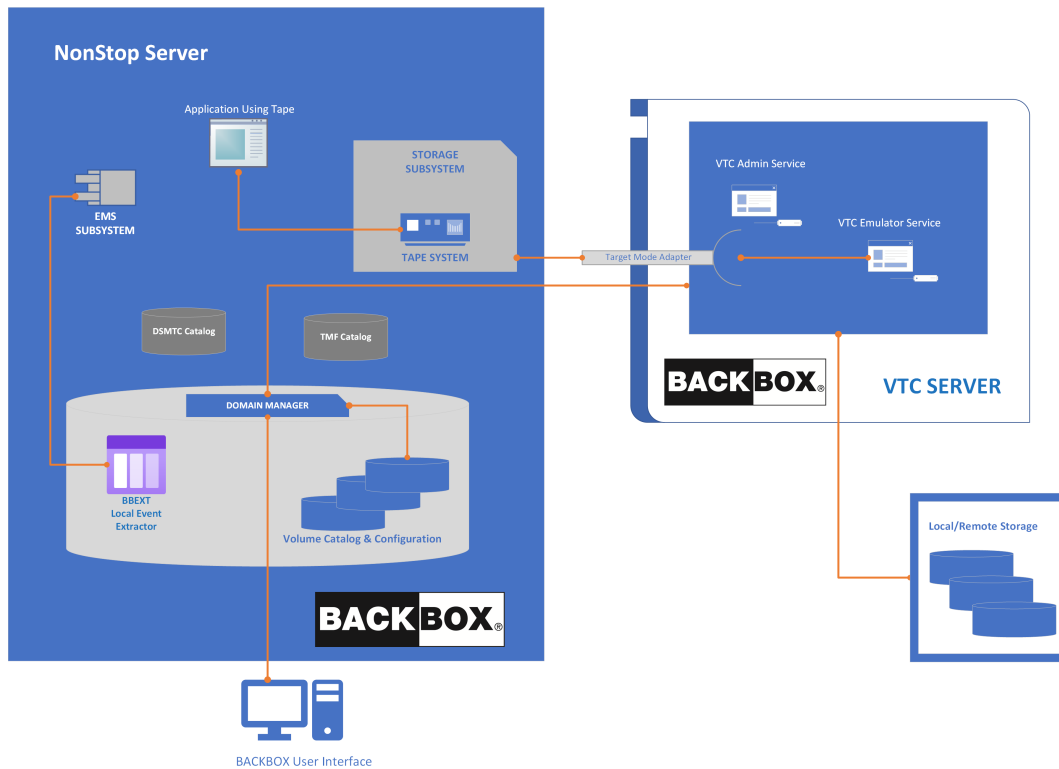 NonStop Server
Application Using Tape
STORAGE
SUBSYSTEM
EMS
SUBSYSTEM
TAPE SYSTEM
Target Mode Adapter
VTC Admin Service
VTC Emulator Service
DSMTC Catalog
TMF Catalog
BACKBOX®
VTC SERVER
DOMAIN MANAGER
BBEXT
Local Event
Extractor
Volume Catalog & Configuration
Local/Remote Storage
BACKBOX®
BACKBOX User Interface